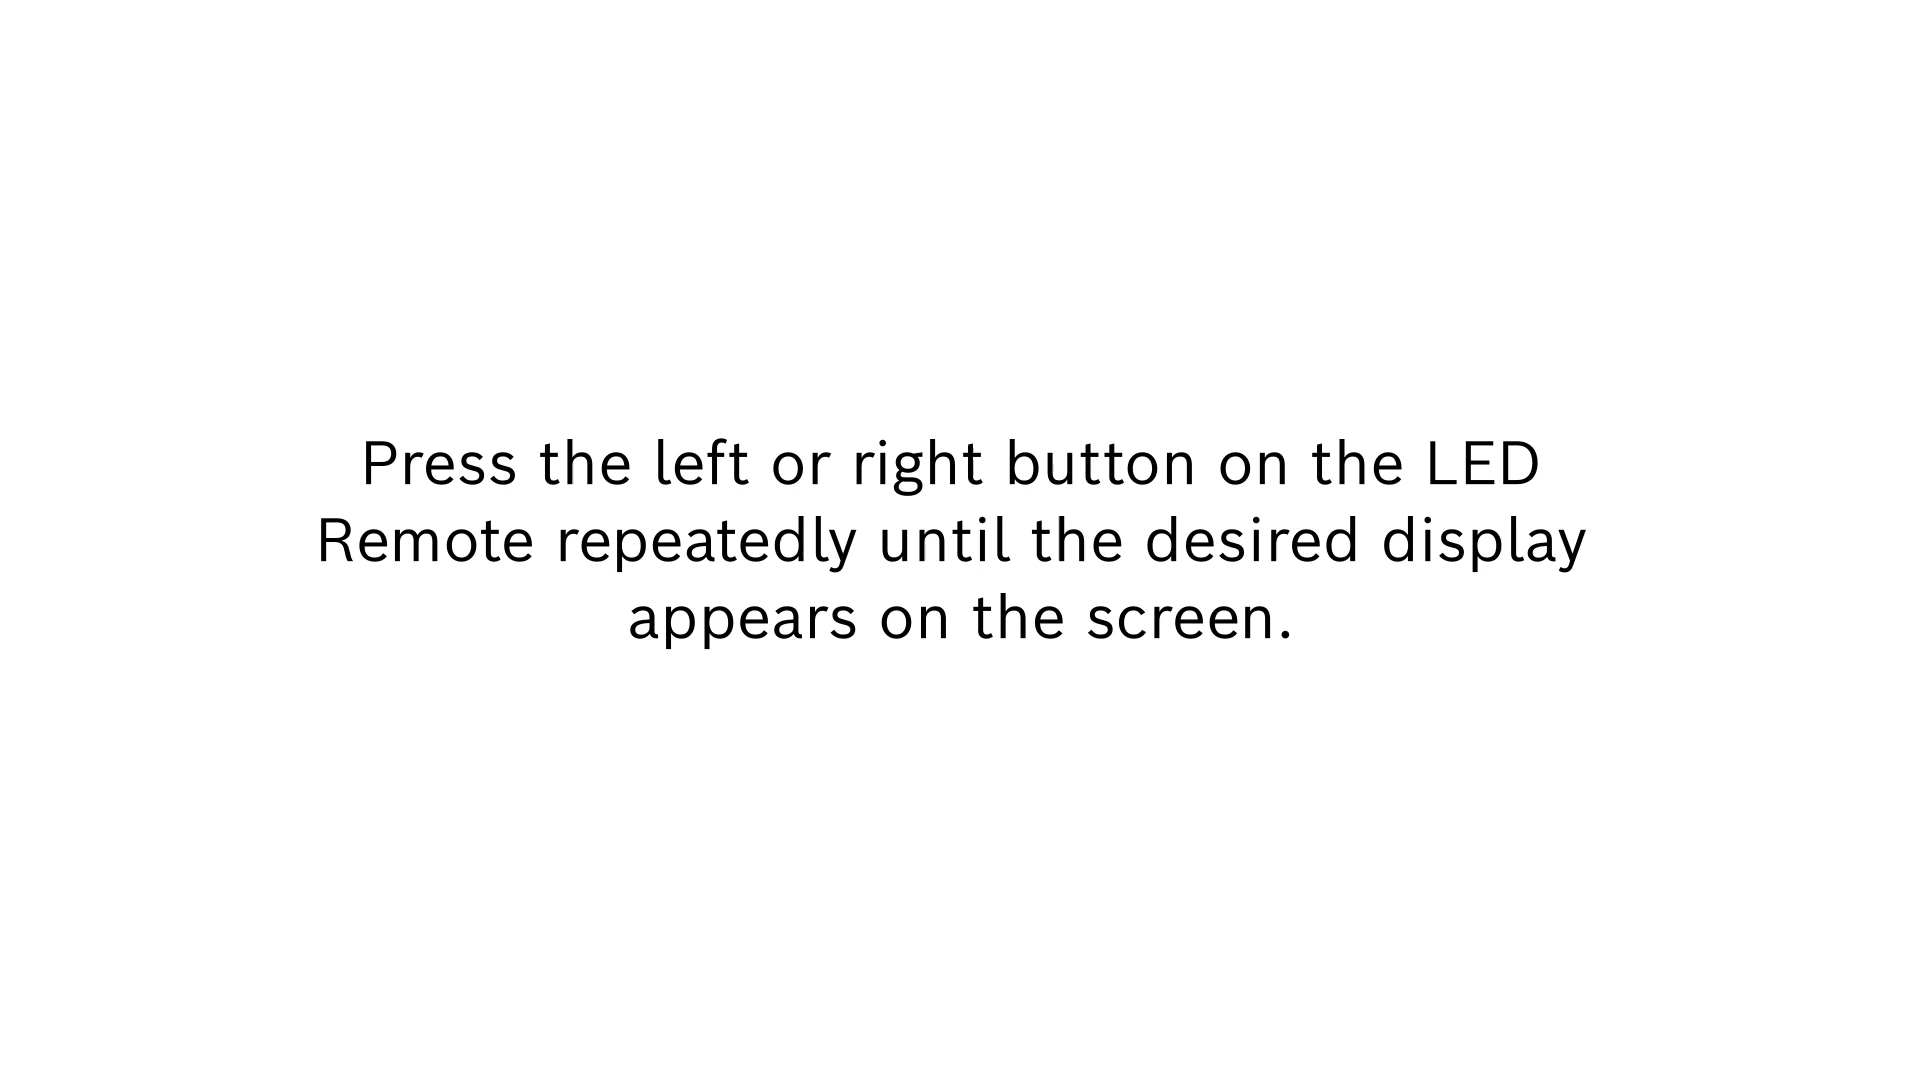 Press the left or right button on the LED
Remote repeatedly until the desired display
appears on the screen.